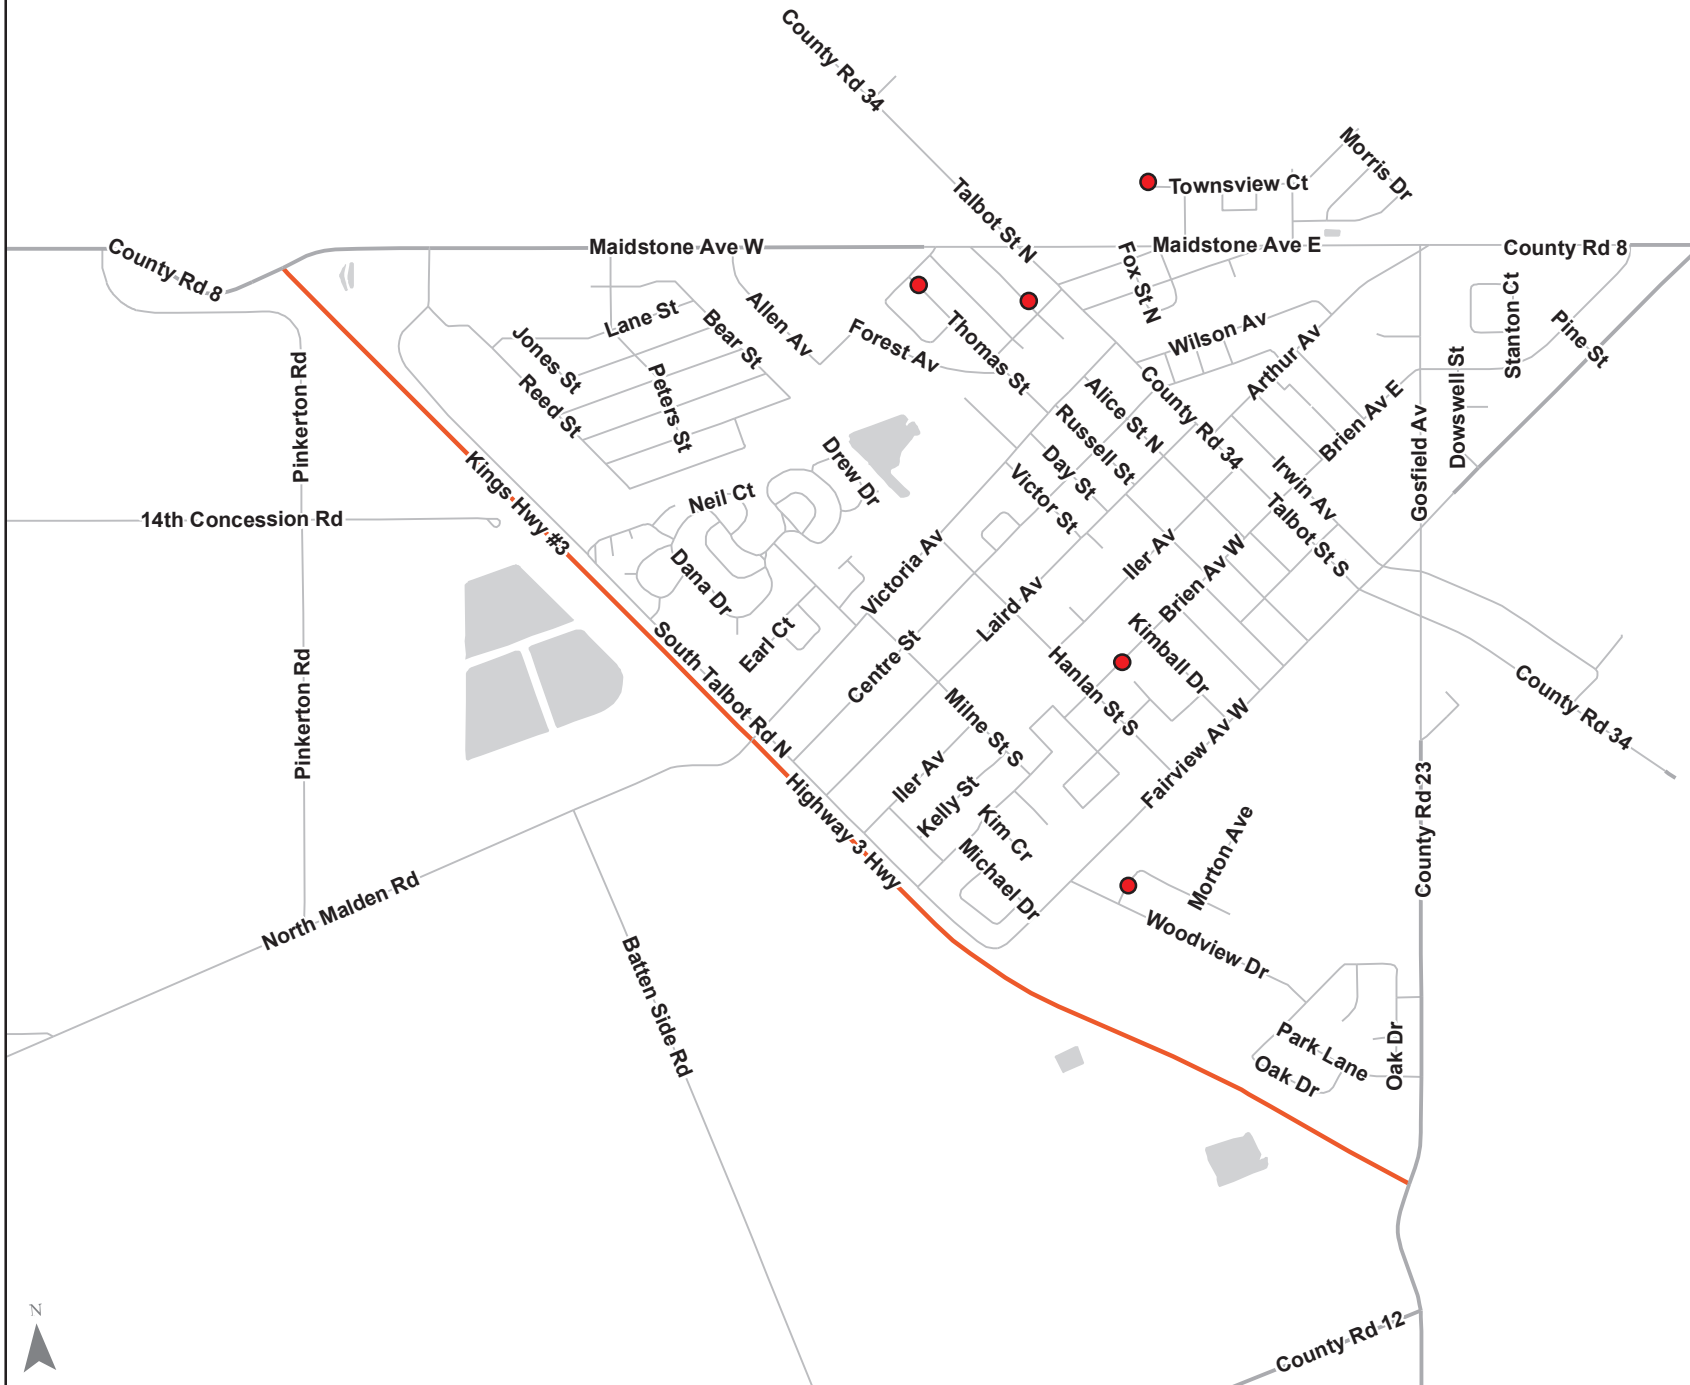 County Rd 34
Morris Dr
Townsview Ct
Talbot St N
Maidstone Ave W
Maidstone Ave E
County Rd 8
County Rd 8
Fox St N
Stanton Ct
Allen Av
Lane St
Bear St
Jones St
Forest Av
Thomas St
Wilson Av
Arthur Av
Pine St
Pinkerton Rd
Reed St
Peters St
Alice St N
County Rd 34
Brien Av E
Dowswell St
Gosfield Av
Russell St
Day St
Drew Dr
Irwin Av
Victor St
Neil Ct
Kings Hwy #3
14th Concession Rd
Talbot St S
Iler Av
Brien Av W
Victoria Av
Dana Dr
Laird Av
Earl Ct
Centre St
Kimball Dr
Hanlan St S
South Talbot Rd N
Pinkerton Rd
Milne St S
County Rd 34
Fairview Av W
Iler Av
Kelly St
Kim Cr
County Rd 23
Highway 3 Hwy
Michael Dr
Morton Ave
North Malden Rd
Woodview Dr
Batten Side Rd
Park Lane
Oak Dr
Oak Dr
N
County Rd 12